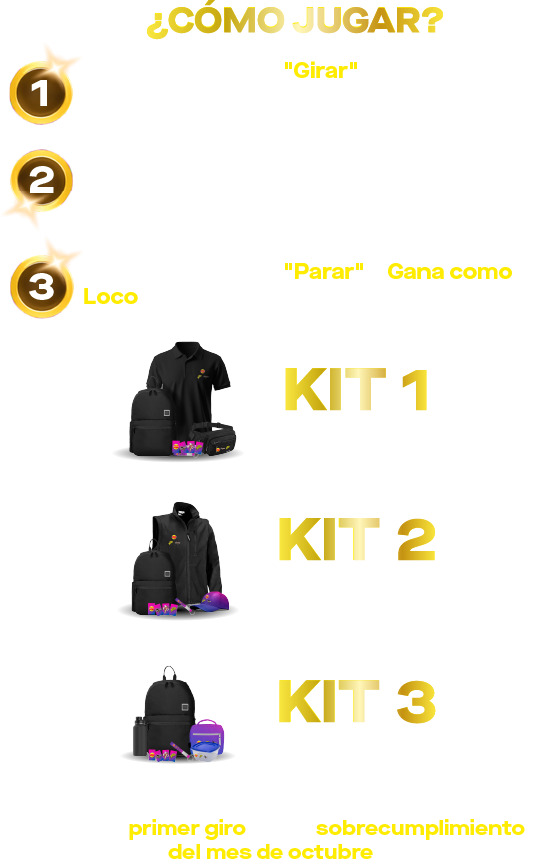 ¿CÓMO JUGAR?
1
"Girar"
2
3
"Parar" Gana como
Loco
KIT 1
KIT 2
KIT 3
primer giro sobrecumplimiento
del mes de octubre